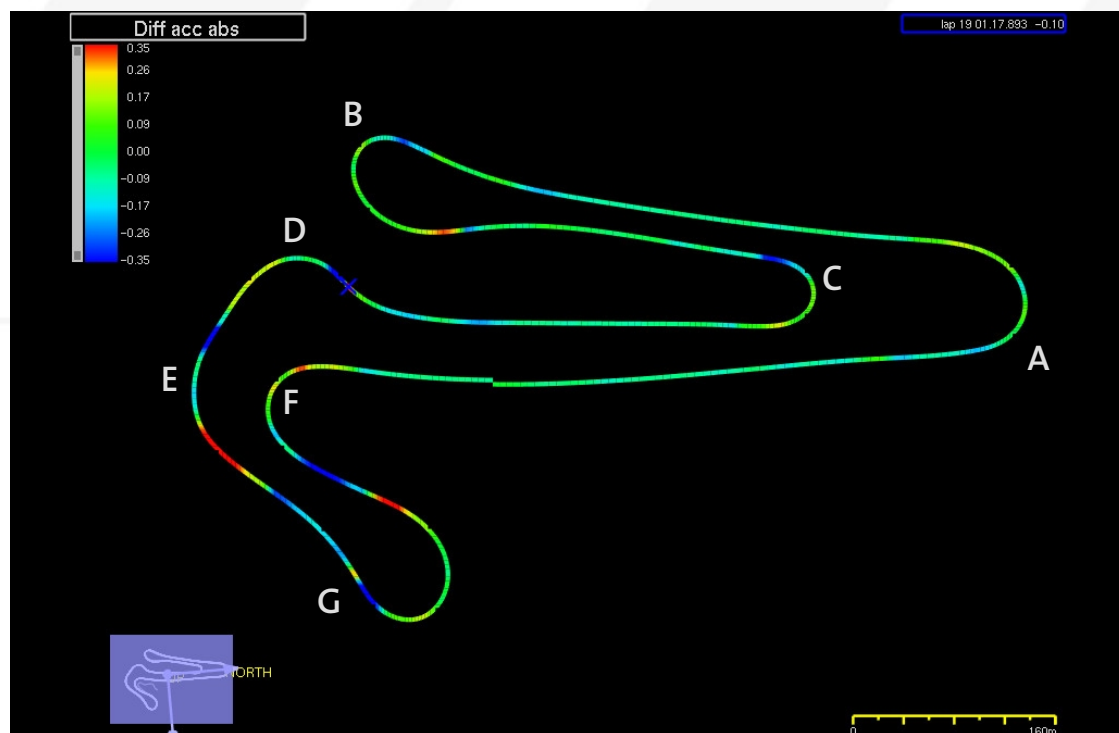 Diff acc abs
lap 19 01.17.893 -0.10
0.35
0.26
0.17
0.09
0.00
-0.09
-0.17
-0.26
-0.35
B
D
C
A
E
F
G
NORTH
0 160m